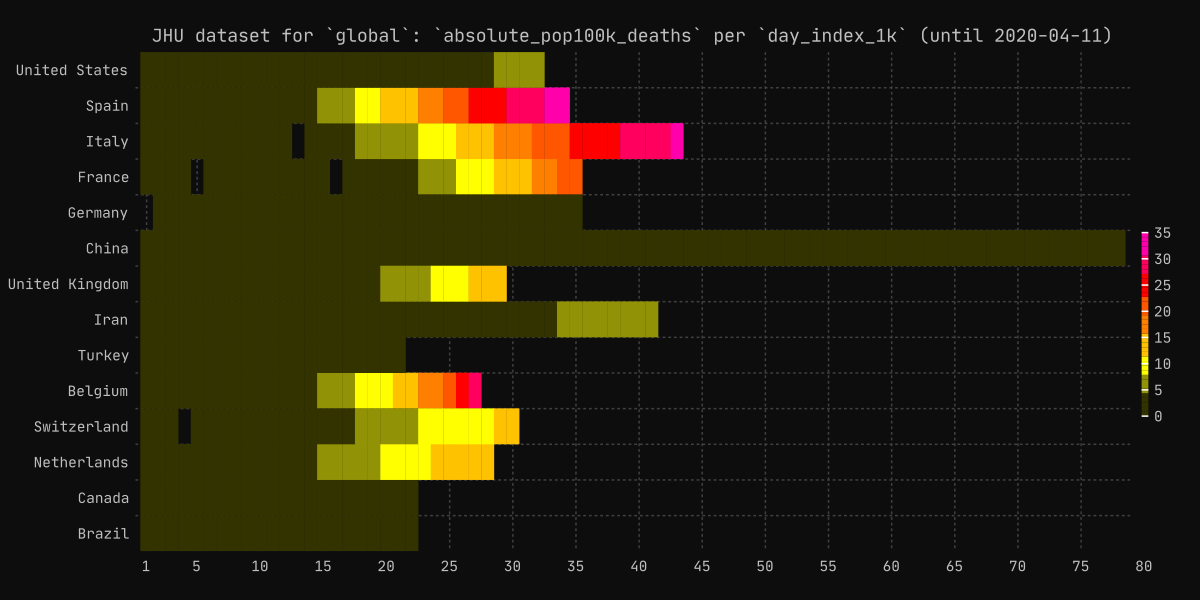 JHU dataset for `global`: `absolute_pop100k_deaths` per `day_index_1k` (until 2020-04-11)
United States
Spain
Italy
France
Germany
China
United Kingdom
Iran
Turkey
Belgium
Switzerland
Netherlands
Canada
Brazil
1 5 10 15 20 25 30 35 40 45 50 55 60 65 70 75 80
35
30
25
20
15
10
5
0